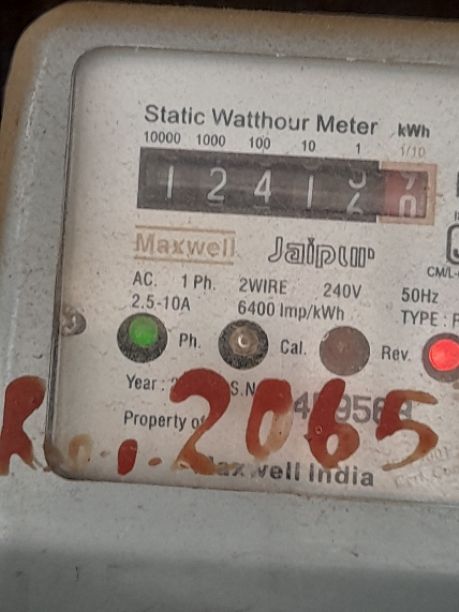 Static Watthour Meter kWh
10000 1000 100 10 1 1/10
1 2 4 1
Maxwell Jaipur
CM/L-
AC. 1 Ph. 2WIRE 240V 50Hz
2.5-10A 6400 Imp/kWh TYPE :
Ph. Cal. Rev.
Year : S.N
Property of
2065
Maxwell India